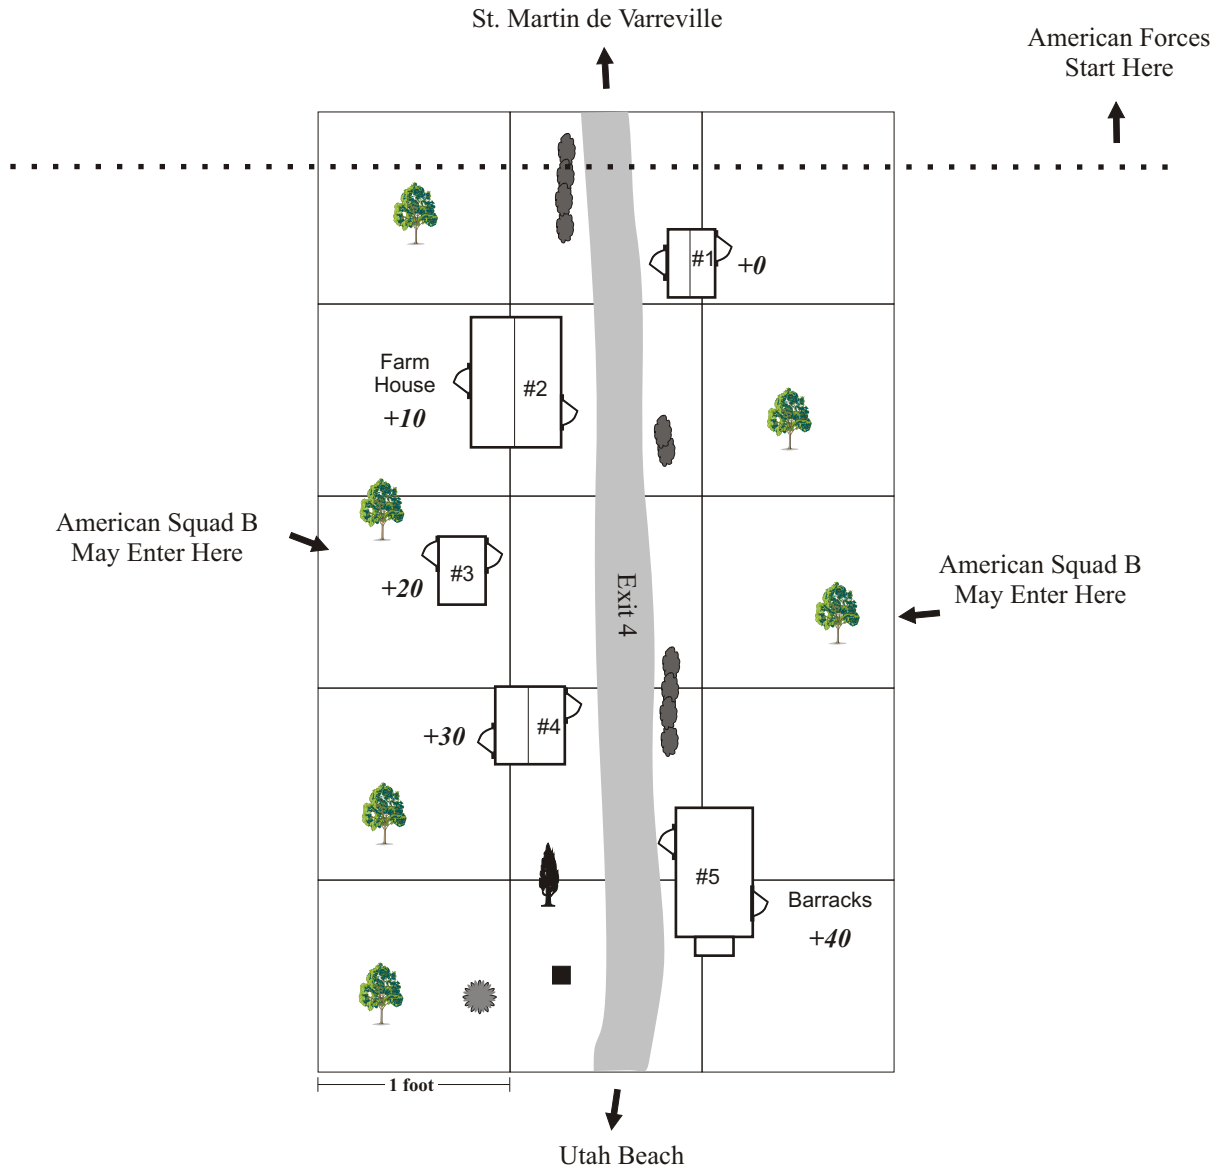 St. Martin de Varreville
American Forces
Start Here
#1
+0
Farm
House
+10
#2
American Squad B
May Enter Here
#3
+20
Exit 4
American Squad B
May Enter Here
+30
#4
#5
Barracks
+40
1 foot
Utah Beach